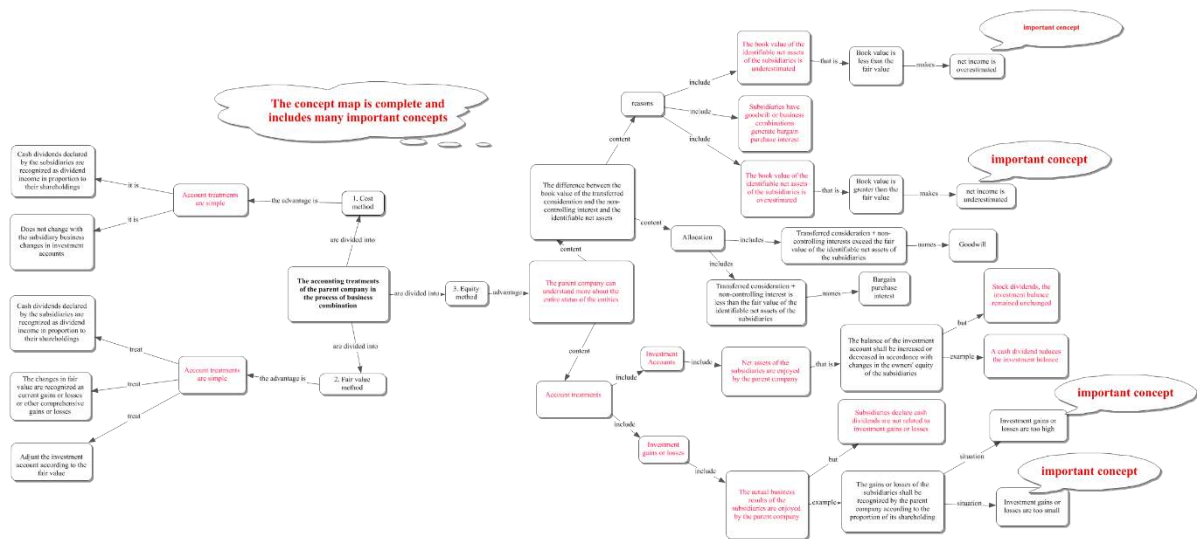 important concept
The book value of the
identifiable net assets
of the subsidiaries is
underestimated
that is
Book value is
less than the
fair value
makes
net income is
overestimated
include
The concept map is complete and
includes many important concepts
reasons
include
Subsidieries have
goodwill or business
combinations
generate bargain
purchase interest
include
content
important concept
Cash dividends declared
by the subsidiaries are
recognized as dividend
income in proportion to
their shareholdings
it is
Account treatments
are simple
the advantage is
1. Cost
method
it is
Does not change with
the subsidiary business
changes in investment
accounts
are divided into
The difference between the
book value of the transferred
consideration and the non-
controlling interest and the
identifiable net assets
The book value of the
identifiable net assets
of the subsidiaries is
overestimated
that is
Book value is
greater than the
fair value
makes
net income is
underestimated
content
Allocation
includes
Transferred consideration + non-
controlling interests exceed the fair
value of the identifiable net assets of the
subsidiaries
names
Goodwill
includes
content
The accounting treatments
of the parent company in
the process of business
combination
are divided into
3. Equity
method
advantage
The parent company can
understand more about the
entire status of the entities
Transferred consideration +
non-controlling interest is
less than the fair value of the
identifiable net assets of the
subsidiaries
names
Bargain
purchase
interest
Stock dividends, the
investment balance
remained unchanged
Cash dividends declared
by the subsidiaries are
recognized as dividend
income in proportion to
their shareholdings
are divided into
content
but
treat
Account treatments
are simple
the advantage is
2. Fair value
method
treat
The changes in fair
value are recognized as
current gains or losses
or other comprehensive
gains or losses
treat
Adjust the investment
account according to the
fair value
Account treatments
include
Investment
Accounts
include
Net assets of the
subsidiaries are enjoyed
by the parent company
that is
The balance of the investment
account shall be increased or
decreased in accordance with
changes in the owners' equity
of the subsidiaries
example
A cash dividend reduces
the investment balance
include
Investment
gains or losses
include
Subsidieries declare cash
dividends are not related to
investment gains or losses
but
The actual business
results of the
subsidiaries are enjoyed
by the parent company
example
The gains or losses of the
subsidiaries shall be
recognized by the parent
company according to the
proportion of its shareholding
situation
Investment gains or
losses are too high
important concept
situation
Investment gains or
losses are too small
important concept